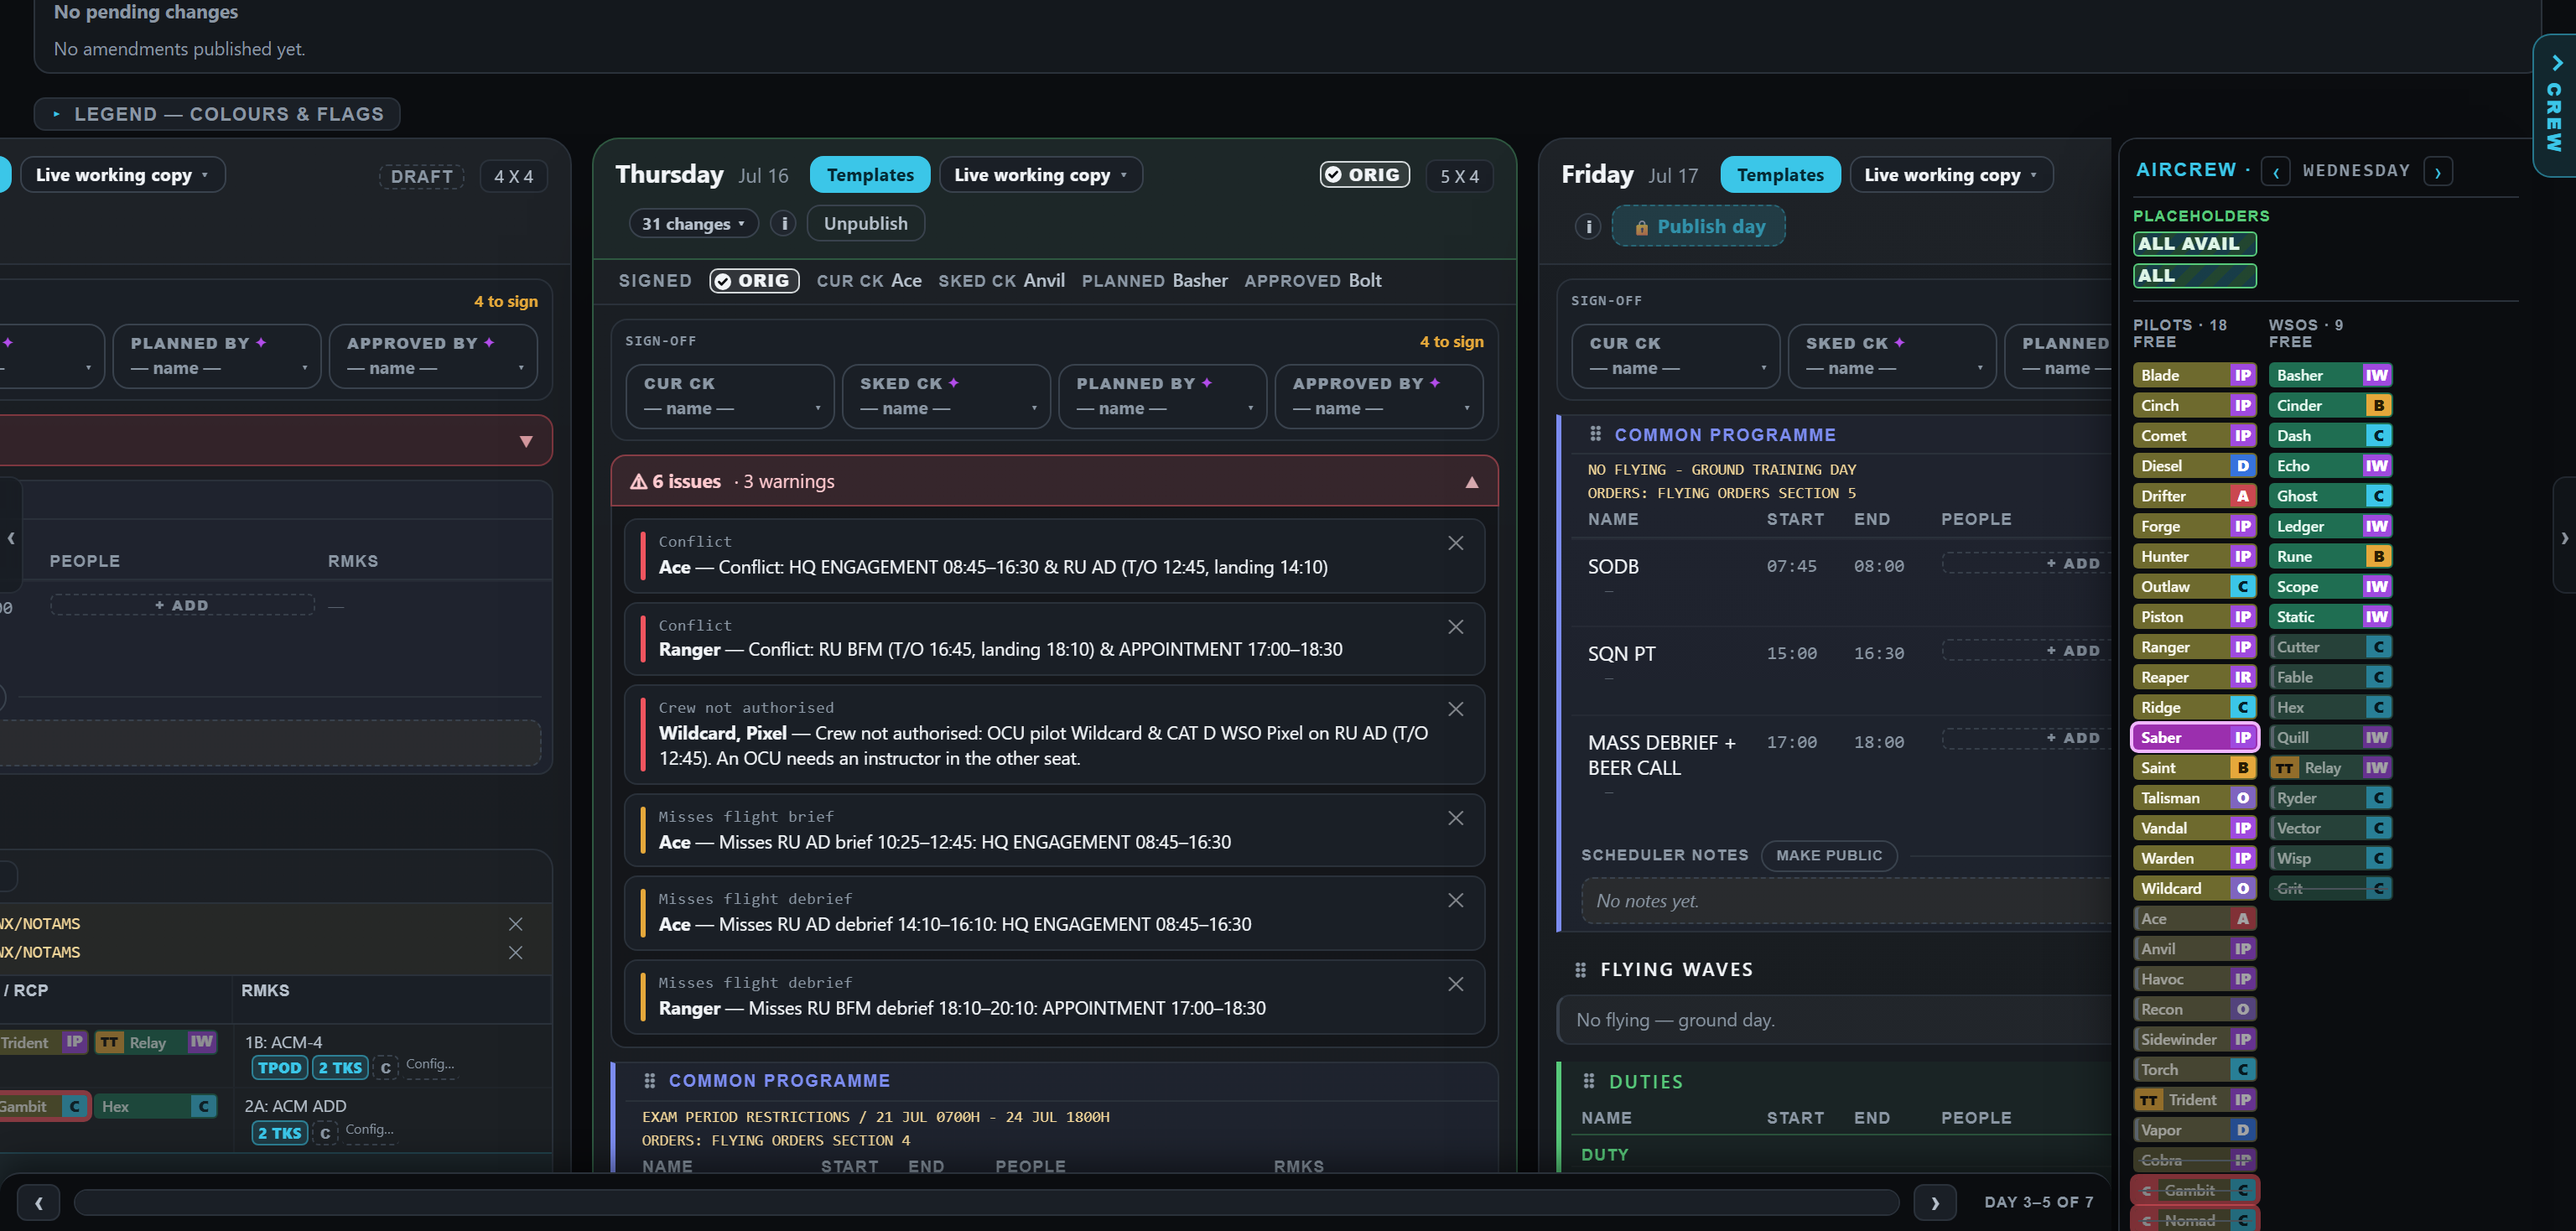 No pending changes
No amendments published yet.
LEGEND — COLOURS & FLAGS
CREW
Live working copy
DRAFT
4 X 4
4 to sign
PLANNED BY
— name —
APPROVED BY
— name —
PEOPLE
RMKS
+ ADD
—
NX/NOTAMS
NX/NOTAMS
/ RCP
RMKS
Trident IP
TT Relay IW
1B: ACM-4
TPOD
2 TKS
C
Config...
Gambit C
Hex C
2A: ACM ADD
2 TKS
C
Config...
Thursday Jul 16
Templates
Live working copy
ORIG
5 X 4
31 changes
i
Unpublish
SIGNED ORIG CUR CK Ace SKED CK Anvil PLANNED Basher APPROVED Bolt
SIGN-OFF
4 to sign
CUR CK
— name —
SKED CK
— name —
PLANNED BY
— name —
APPROVED BY
— name —
6 issues · 3 warnings
Conflict
Ace — Conflict: HQ ENGAGEMENT 08:45–16:30 & RU AD (T/O 12:45, landing 14:10)
Conflict
Ranger — Conflict: RU BFM (T/O 16:45, landing 18:10) & APPOINTMENT 17:00–18:30
Crew not authorised
Wildcard, Pixel — Crew not authorised: OCU pilot Wildcard & CAT D WSO Pixel on RU AD (T/O
12:45). An OCU needs an instructor in the other seat.
Misses flight brief
Ace — Misses RU AD brief 10:25–12:45: HQ ENGAGEMENT 08:45–16:30
Misses flight debrief
Ace — Misses RU AD debrief 14:10–16:10: HQ ENGAGEMENT 08:45–16:30
Misses flight debrief
Ranger — Misses RU BFM debrief 18:10–20:10: APPOINTMENT 17:00–18:30
COMMON PROGRAMME
EXAM PERIOD RESTRICTIONS / 21 JUL 0700H - 24 JUL 1800H
ORDERS: FLYING ORDERS SECTION 4
NAME START END PEOPLE RMKS
Friday Jul 17
Templates
Live working copy
i
Publish day
SIGN-OFF
CUR CK
— name —
SKED CK
— name —
PLANNED
— name —
COMMON PROGRAMME
NO FLYING - GROUND TRAINING DAY
ORDERS: FLYING ORDERS SECTION 5
NAME START END PEOPLE
SODB 07:45 08:00 + ADD
—
SQN PT 15:00 16:30 + ADD
—
MASS DEBRIEF +
BEER CALL
17:00 18:00 + ADD
—
SCHEDULER NOTES
MAKE PUBLIC
No notes yet.
FLYING WAVES
No flying — ground day.
DUTIES
NAME START END PEOPLE
DUTY
AIRCREW · WEDNESDAY
PLACEHOLDERS
ALL AVAIL
ALL
PILOTS · 18
FREE
Blade IP
Cinch IP
Comet IP
Diesel D
Drifter A
Forge IP
Hunter IP
Outlaw C
Piston IP
Ranger IP
Reaper IR
Ridge C
Saber IP
Saint B
Talisman O
Vandal IP
Warden IP
Wildcard O
Ace A
Anvil IP
Havoc IP
Recon O
Sidewinder IP
Torch C
TT Trident IP
Vapor D
Cobra IP
C Gambit C
C Nomad C
WSOS · 9
FREE
Basher IW
Cinder B
Dash C
Echo IW
Ghost C
Ledger IW
Rune B
Scope IW
Static IW
Cutter C
Fable C
Hex C
Quill IW
TT Relay IW
Ryder C
Vector C
Wisp C
Grit C
DAY 3–5 OF 7